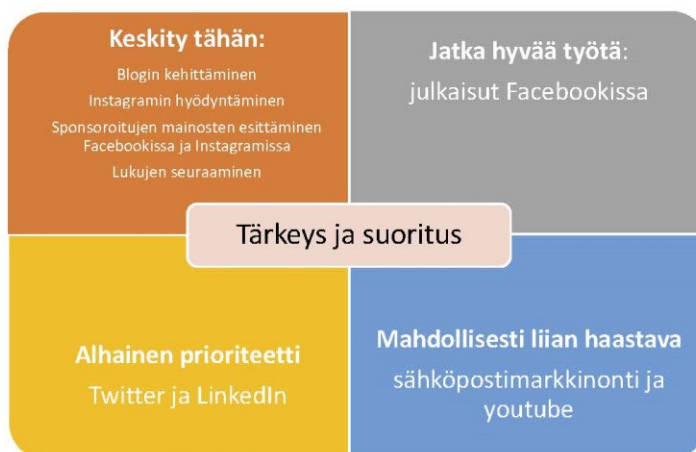 Keskity tähän:
Blogin kehittäminen
Instagramin hyödyntäminen
Sponsoroitujen mainosten esittäminen
Facebookissa ja Instagramissa
Lukujen seuraaminen
Jatka hyvää työtä:
julkaisut Facebookissa
Tärkeys ja suoritus
Alhainen prioriteetti
Twitter ja LinkedIn
Mahdollisesti liian haastava
sähköpostimarkkinonti ja
youtube